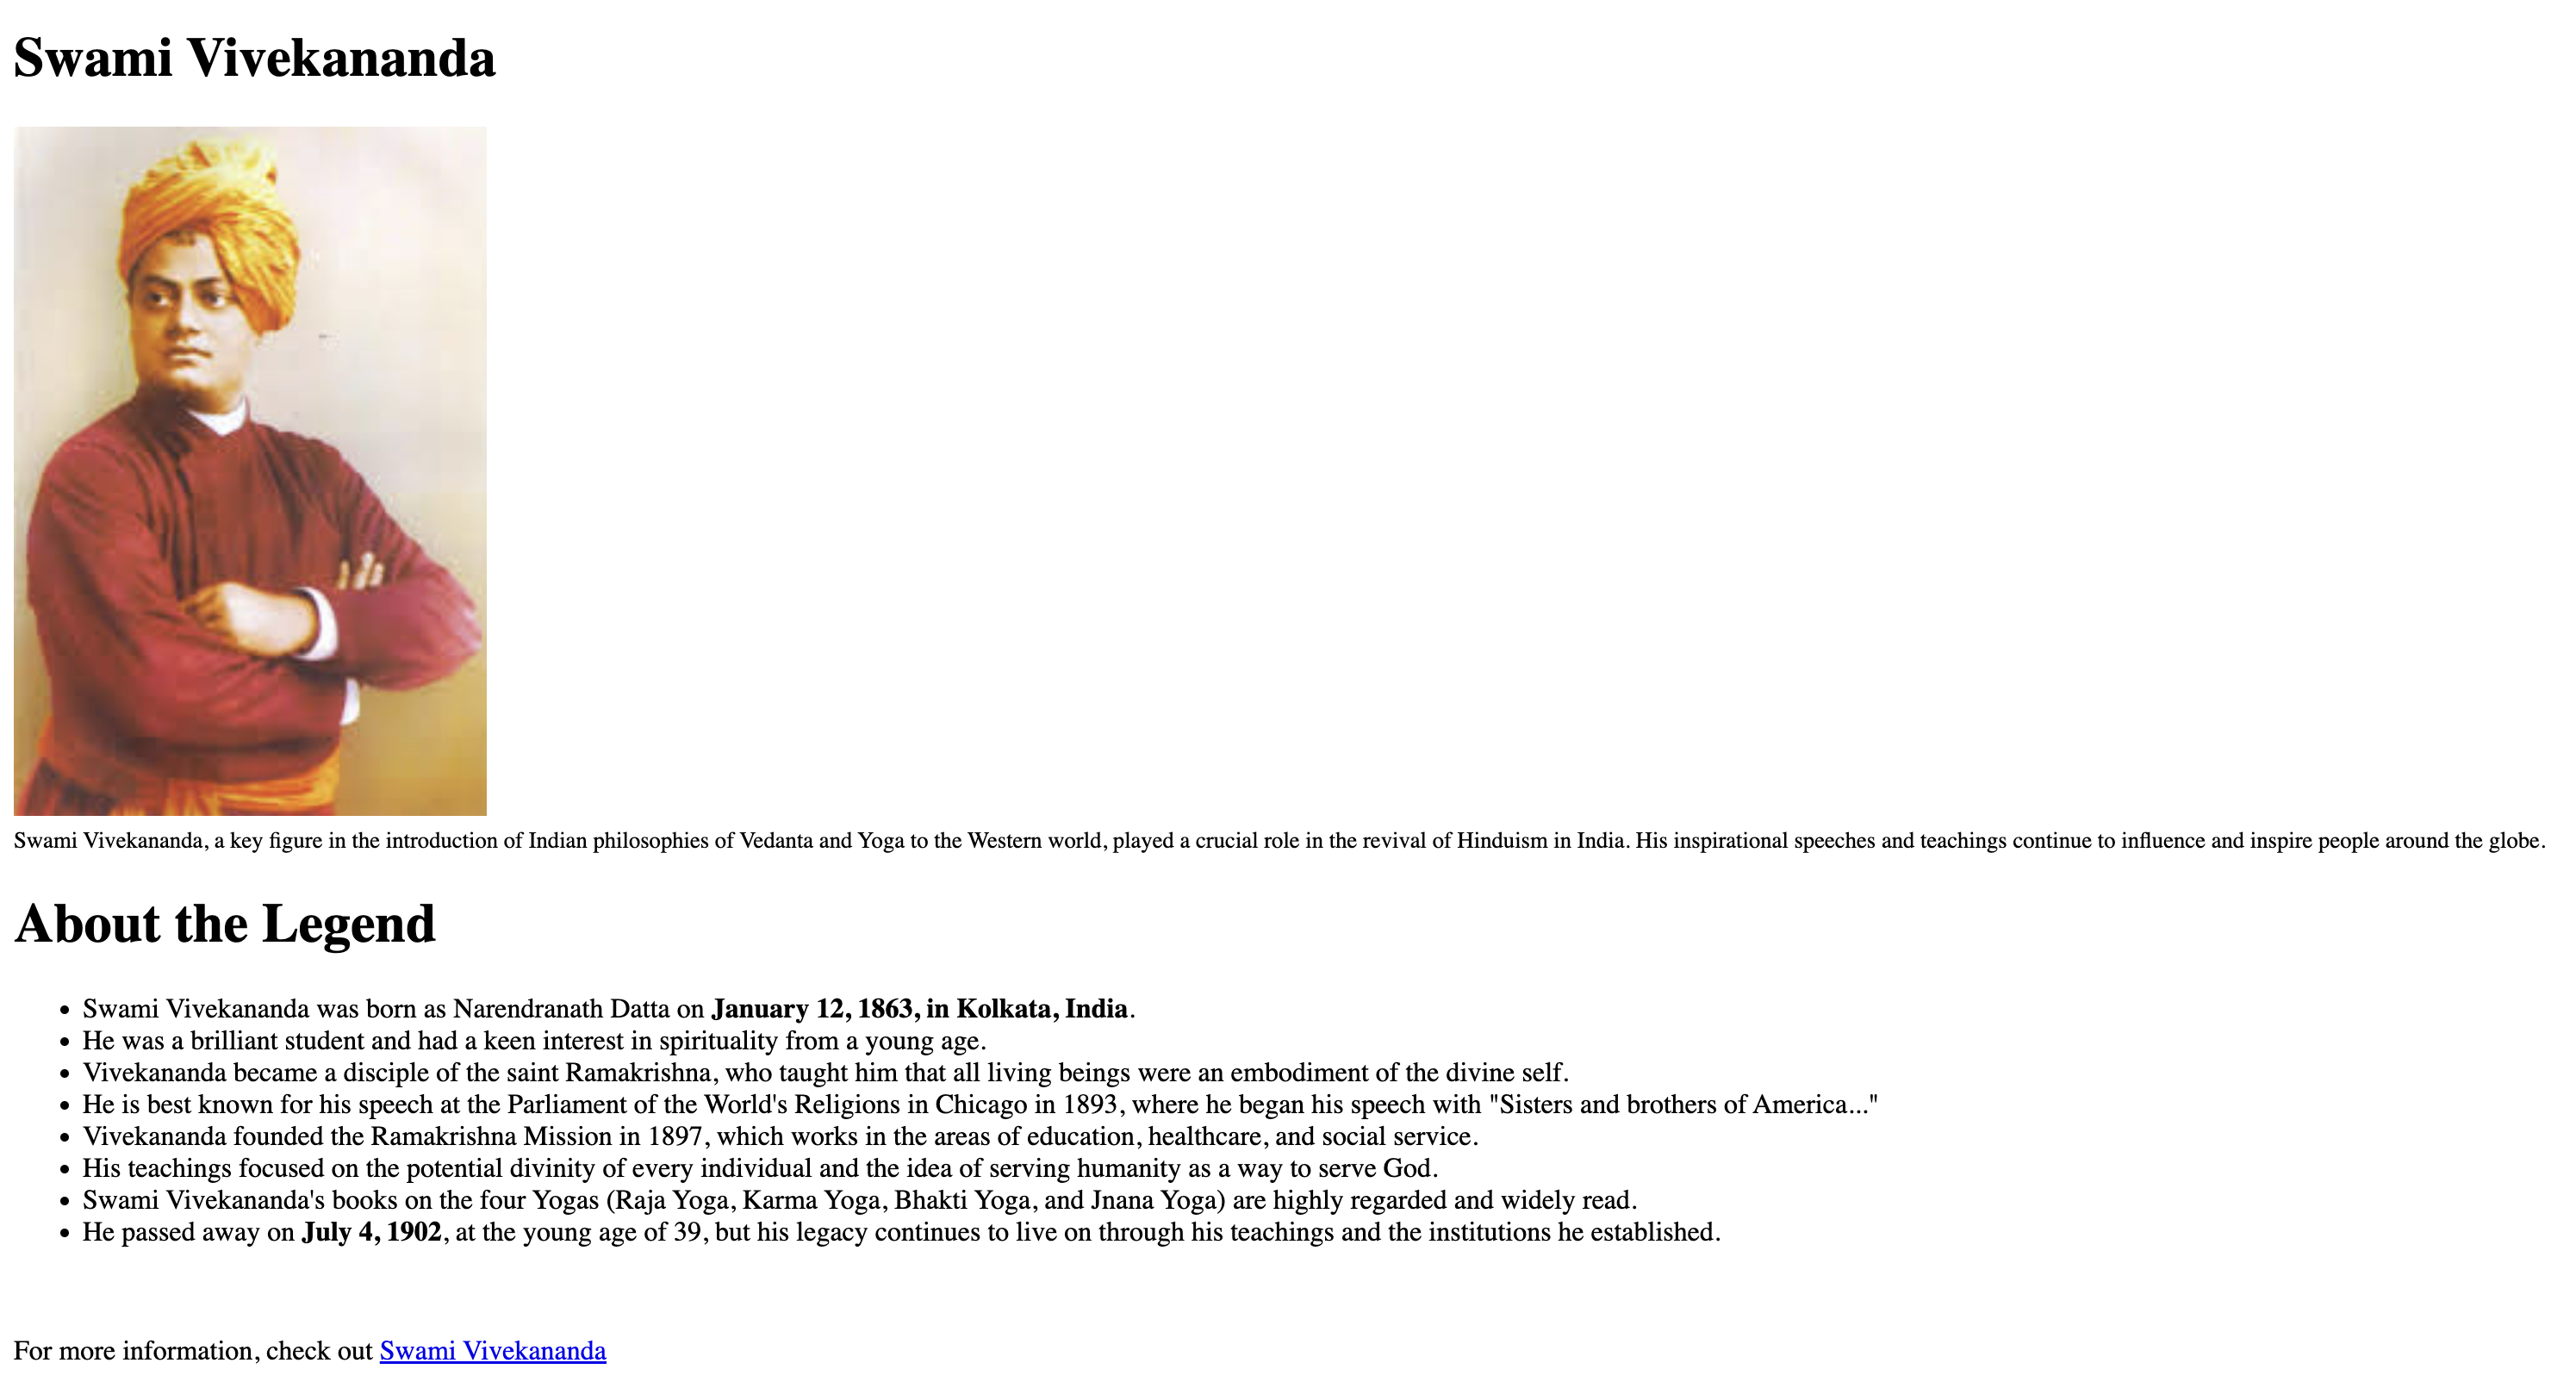 Swami Vivekananda
Swami Vivekananda, a key figure in the introduction of Indian philosophies of Vedanta and Yoga to the Western world, played a crucial role in the revival of Hinduism in India. His inspirational speeches and teachings continue to influence and inspire people around the globe.
About the Legend
• Swami Vivekananda was born as Narendranath Datta on January 12, 1863, in Kolkata, India.
• He was a brilliant student and had a keen interest in spirituality from a young age.
• Vivekananda became a disciple of the saint Ramakrishna, who taught him that all living beings were an embodiment of the divine self.
• He is best known for his speech at the Parliament of the World's Religions in Chicago in 1893, where he began his speech with "Sisters and brothers of America..."
• Vivekananda founded the Ramakrishna Mission in 1897, which works in the areas of education, healthcare, and social service.
• His teachings focused on the potential divinity of every individual and the idea of serving humanity as a way to serve God.
• Swami Vivekananda's books on the four Yogas (Raja Yoga, Karma Yoga, Bhakti Yoga, and Jnana Yoga) are highly regarded and widely read.
• He passed away on July 4, 1902, at the young age of 39, but his legacy continues to live on through his teachings and the institutions he established.
For more information, check out Swami Vivekananda